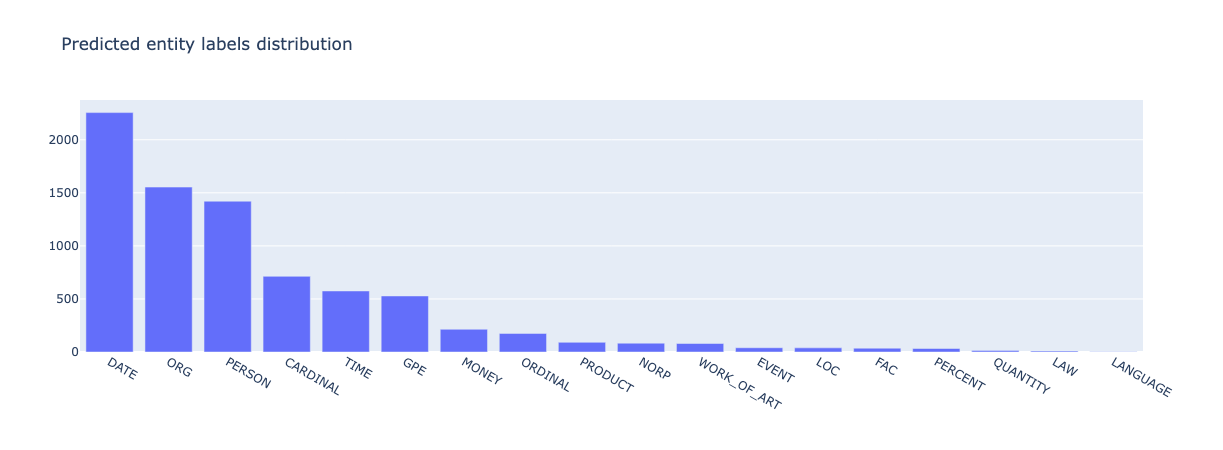 Predicted entity labels distribution
2000
1500
1000
500
0
DATE
ORG
PERSON
CARDINAL
TIME
GPE
MONEY
ORDINAL
PRODUCT
NORP
WORK_OF_ART
EVENT
LOC
FAC
PERCENT
QUANTITY
LAW
LANGUAGE